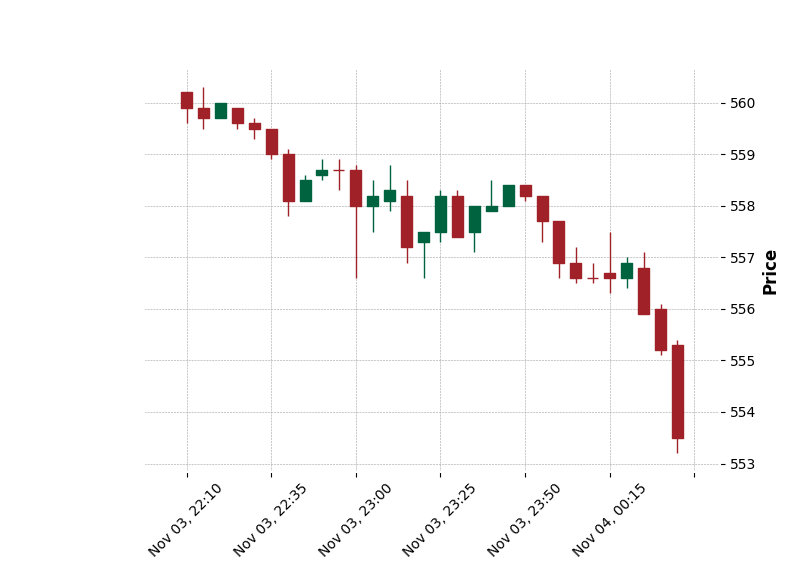 560
559
558
557
556
555
554
553
Price
Nov 03, 22:10
Nov 03, 22:35
Nov 03, 23:00
Nov 03, 23:25
Nov 03, 23:50
Nov 04, 00:15